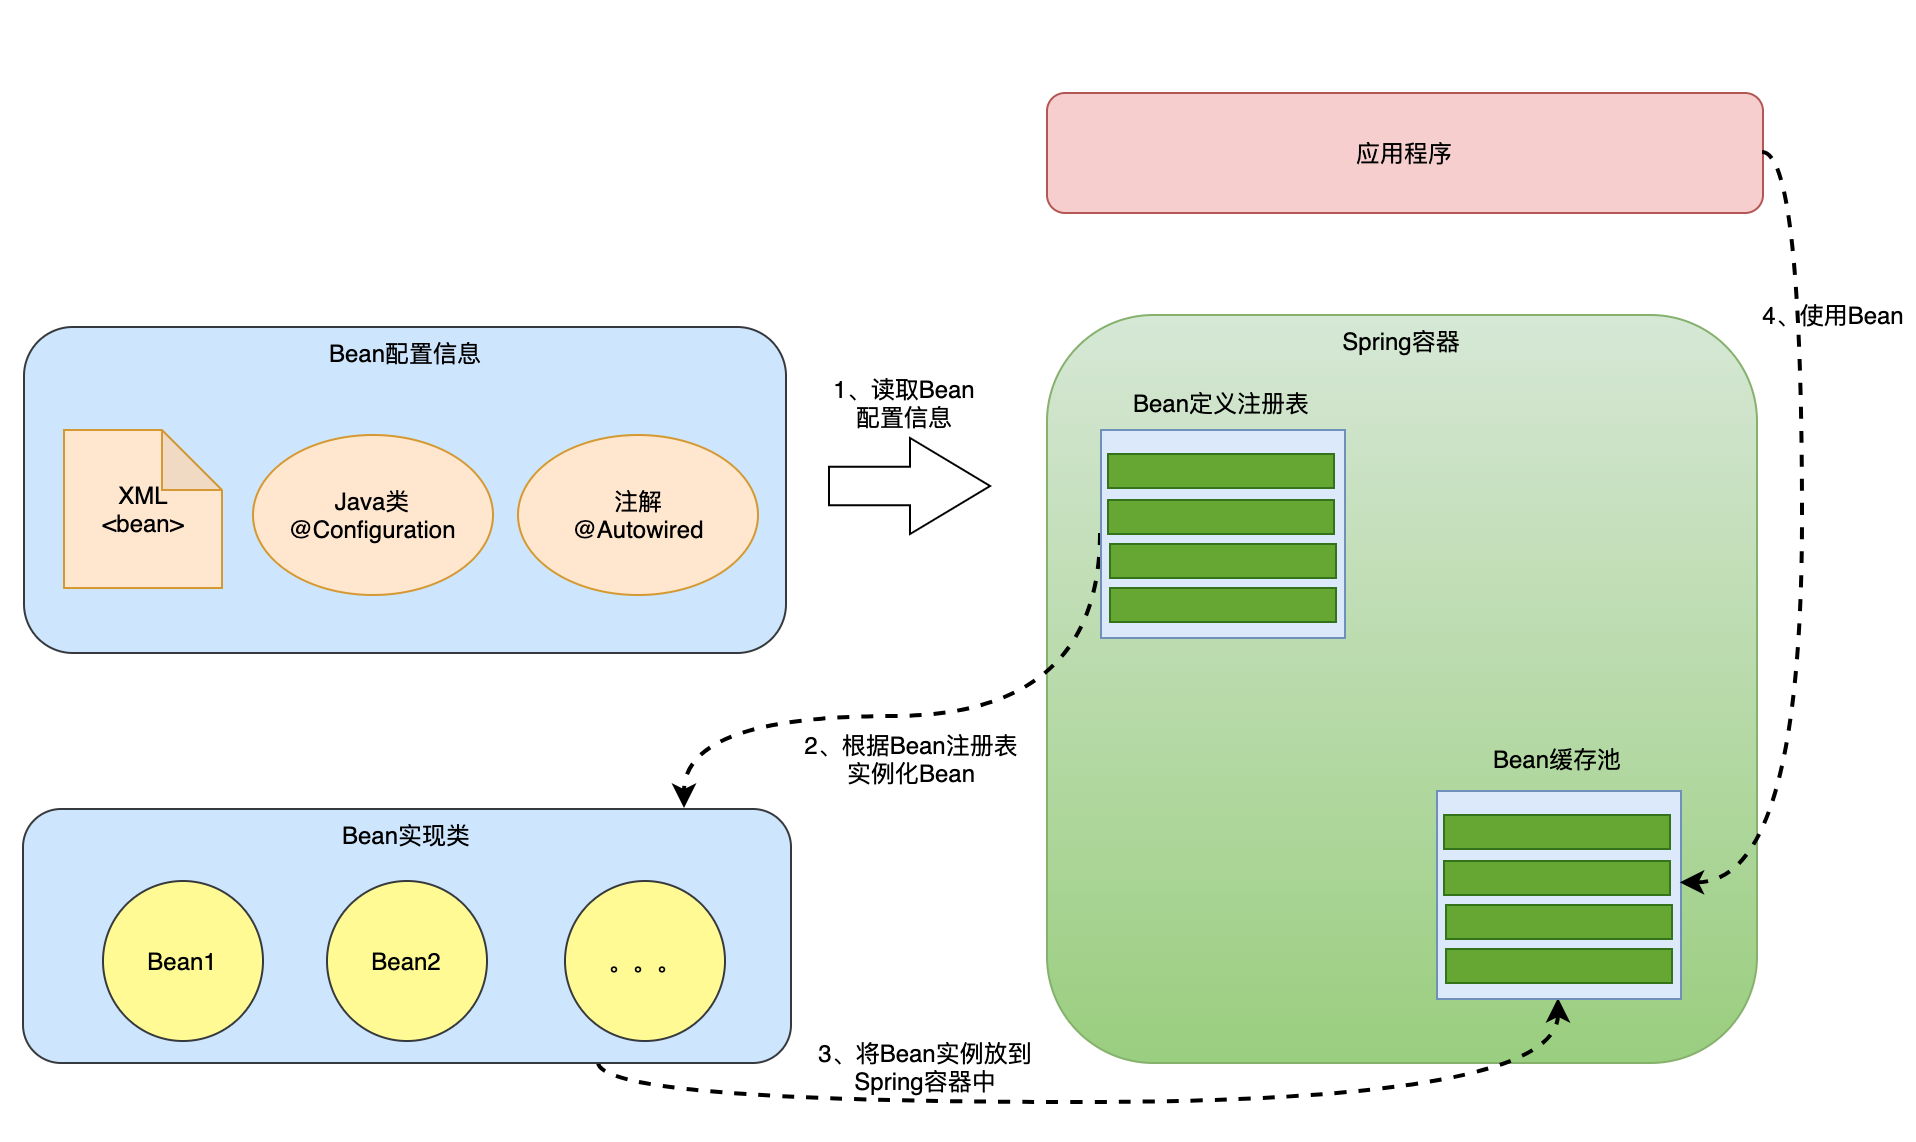 应用程序
4、使用Bean
Bean配置信息
XML
<bean>
Java类
@Configuration
注解
@Autowired
1、读取Bean
配置信息
Spring容器
Bean定义注册表
2、根据Bean注册表
实例化Bean
Bean缓存池
Bean实现类
Bean1
Bean2
。。。
3、将Bean实例放到
Spring容器中